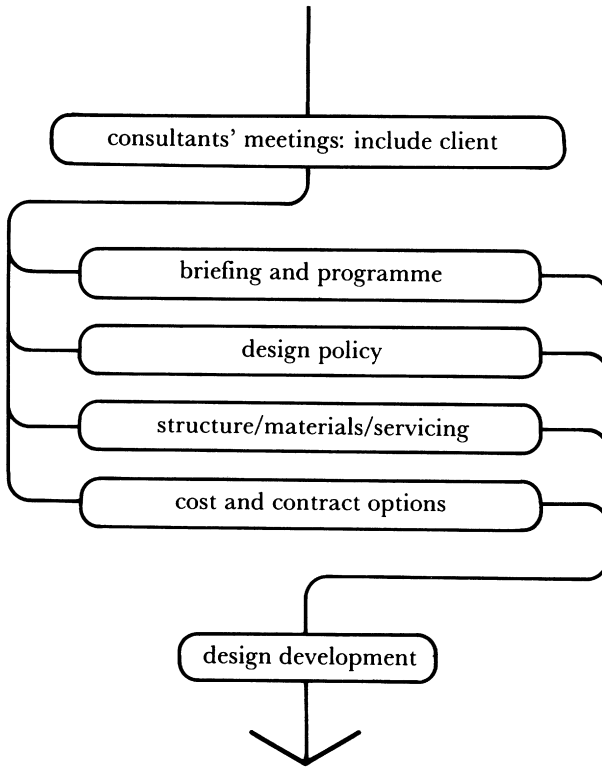 consultants’ meetings: include client
briefing and programme
design policy
structure/materials/servicing
cost and contract options
design development